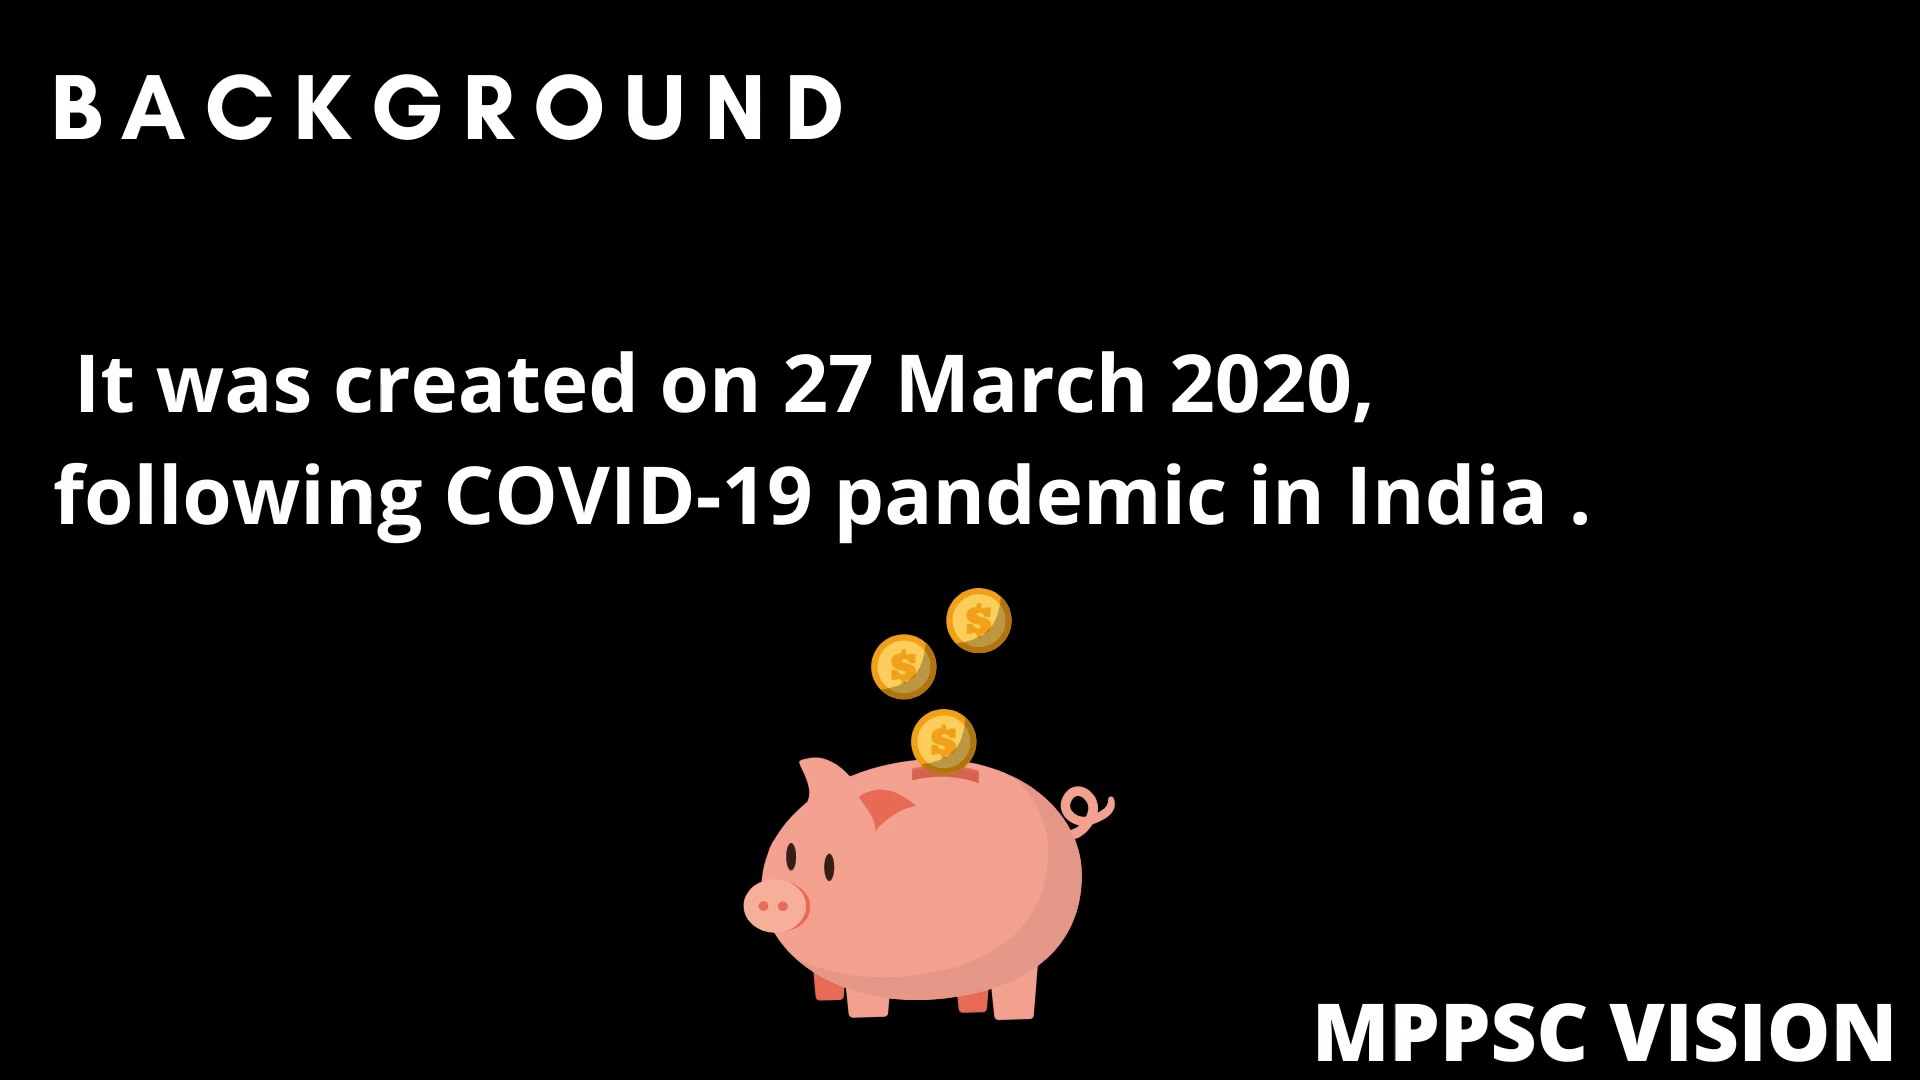 BACKGROUND
It was created on 27 March 2020,
following COVID-19 pandemic in India .
$
$
$
MPPSC VISION